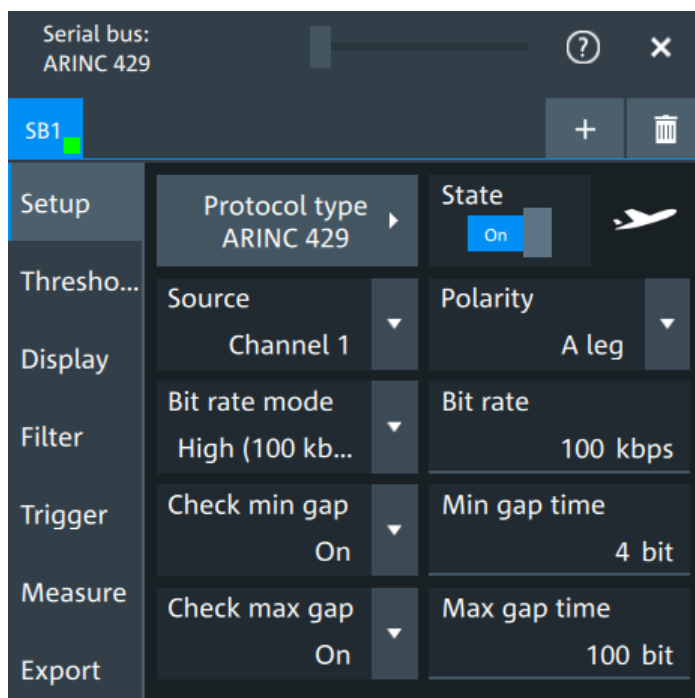 Serial bus:
ARINC 429
?
SB1
+
Setup
Thresho...
Display
Filter
Trigger
Measure
Export
Protocol type
ARINC 429
State
On
Source
Channel 1
Polarity
A leg
Bit rate mode
High (100 kb...
Bit rate
100 kbps
Check min gap
On
Min gap time
4 bit
Check max gap
On
Max gap time
100 bit